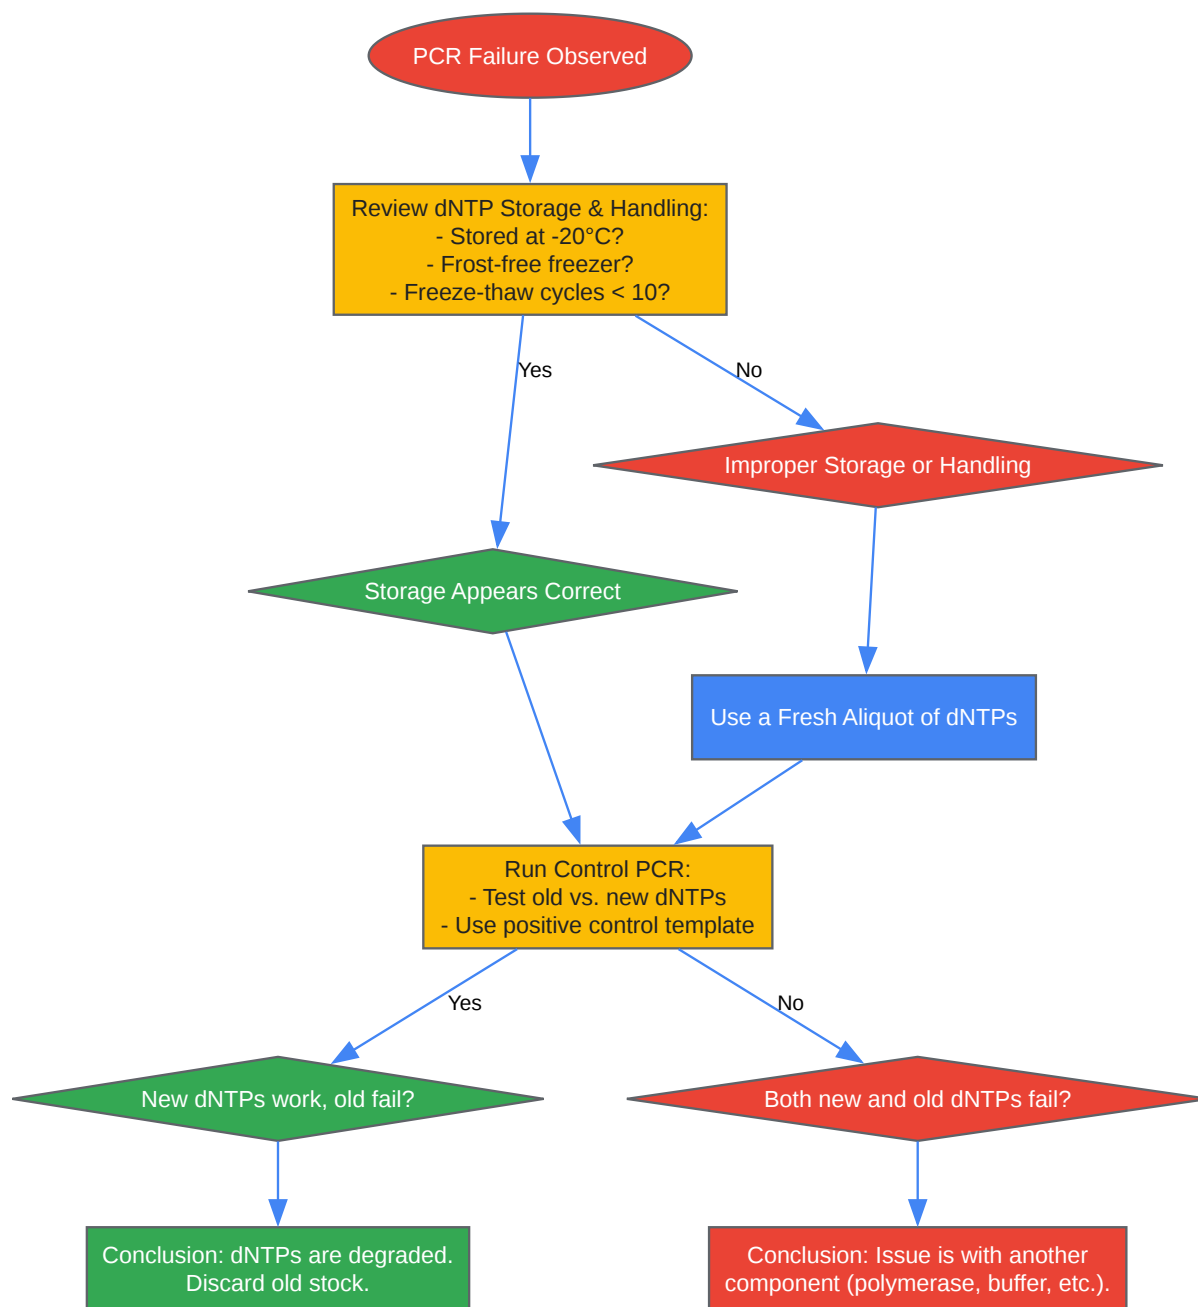 PCR Failure Observed
Review dNTP Storage & Handling:
- Stored at -20°C?
- Frost-free freezer?
- Freeze-thaw cycles < 10?
Yes
No
Improper Storage or Handling
Storage Appears Correct
Use a Fresh Aliquot of dNTPs
Run Control PCR:
- Test old vs. new dNTPs
- Use positive control template
Yes
No
New dNTPs work, old fail?
Both new and old dNTPs fail?
Conclusion: dNTPs are degraded.
Discard old stock.
Conclusion: Issue is with another
component (polymerase, buffer, etc.).